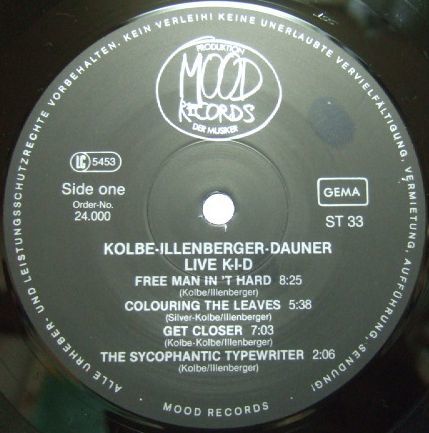 ALLE URHEBER- UND LEISTUNGSSCHUTZRECHTE VORBEHALTEN. KEIN VERLEIH! KEINE UNERLAUBTE VERVIELFÄLTIGUNG, VERMIETUNG, AUFFÜHRUNG, SENDUNG!
PRODUKTION
MOOD
RECORDS
DER MUSIKER
LC 5453
Side one
Order-No.
24.000
GEMA
ST 33
KOLBE-ILLENBERGER-DAUNER
LIVE K-I-D
FREE MAN IN 'T HARD 8:25
(Kolbe/Illenberger)
COLOURING THE LEAVES 5:38
(Silver-Kolbe/Illenberger)
GET CLOSER 7:03
(Kolbe-Kolbe/Illenberger)
THE SYCOPHANTIC TYPEWRITER 2:06
(Kolbe/Illenberger)
MOOD RECORDS